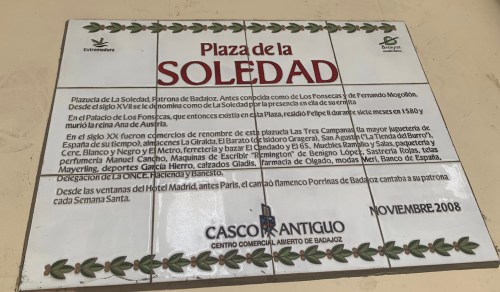 Extremadura
Plaza de la
SOLEDAD
Plazuela de La Soledad, Patrona de Badajoz. Antes conocida como de Los Fonsecas y de Fernando Mogollón.
Desde el siglo XVII se le denomina como de La Soledad por la presencia en día de su ermita
En el Palacio de Los Fonsecas, que entonces existía en esta Plaza, residió Felipe II durante siete meses en 1580 y
murió la reina Ana de Austria.
En el siglo XX fueron comercios de renombre de esta plazuela Las Tres Campanas (la mayor juguetería de
España de su tiempo), almacenes La Giralda, El Barato (de Isidoro Gragera), San Agustín ("La Tienda del Burro"),
Cere, Blanco y Negro y El Metro, ferretería y bazar El Candado y El 65, Muebles Ramallo y Salas, paquetería y
perfumería Manuel Cancho, Maquinas de Escribir "Remington" de Benigno López, Sastrería Rojas, telas
Mayerling, deportes García Hierro, calzados Gladis, Farmacia de Olgado, modas Meri, Banco de España,
Delegación de La ONCE, Hacienda y Banesto.
Desde las ventanas del Hotel Madrid, antes Paris, el cantaó flamenco Porrinas de Badajoz cantaba a su patrona
cada Semana Santa.
CASCO ANTIGUO
CENTRO COMERCIAL ABIERTO DE BADAJOZ
NOVIEMBRE 2008